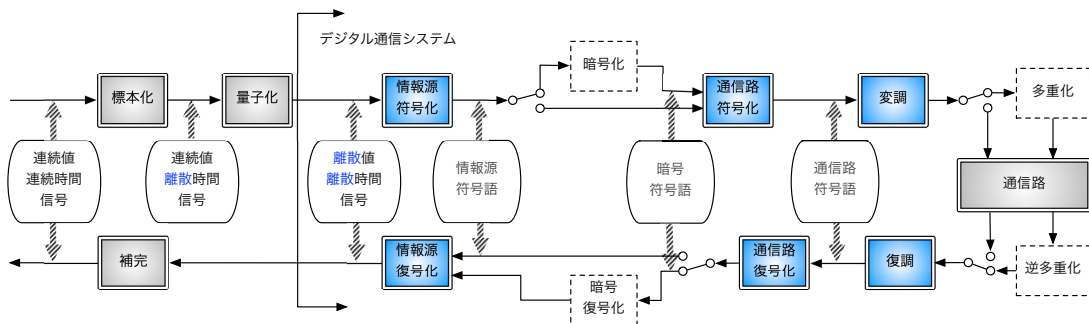 デジタル通信システム
標本化
量子化
情報源
符号化
暗号化
通信路
符号化
変調
多重化
連続値
連続時間
信号
連続値
離散時間
信号
離散値
離散時間
信号
情報源
符号語
暗号
符号語
通信路
符号語
通信路
補完
情報源
復号化
暗号
復号化
通信路
復号化
復調
逆多重化